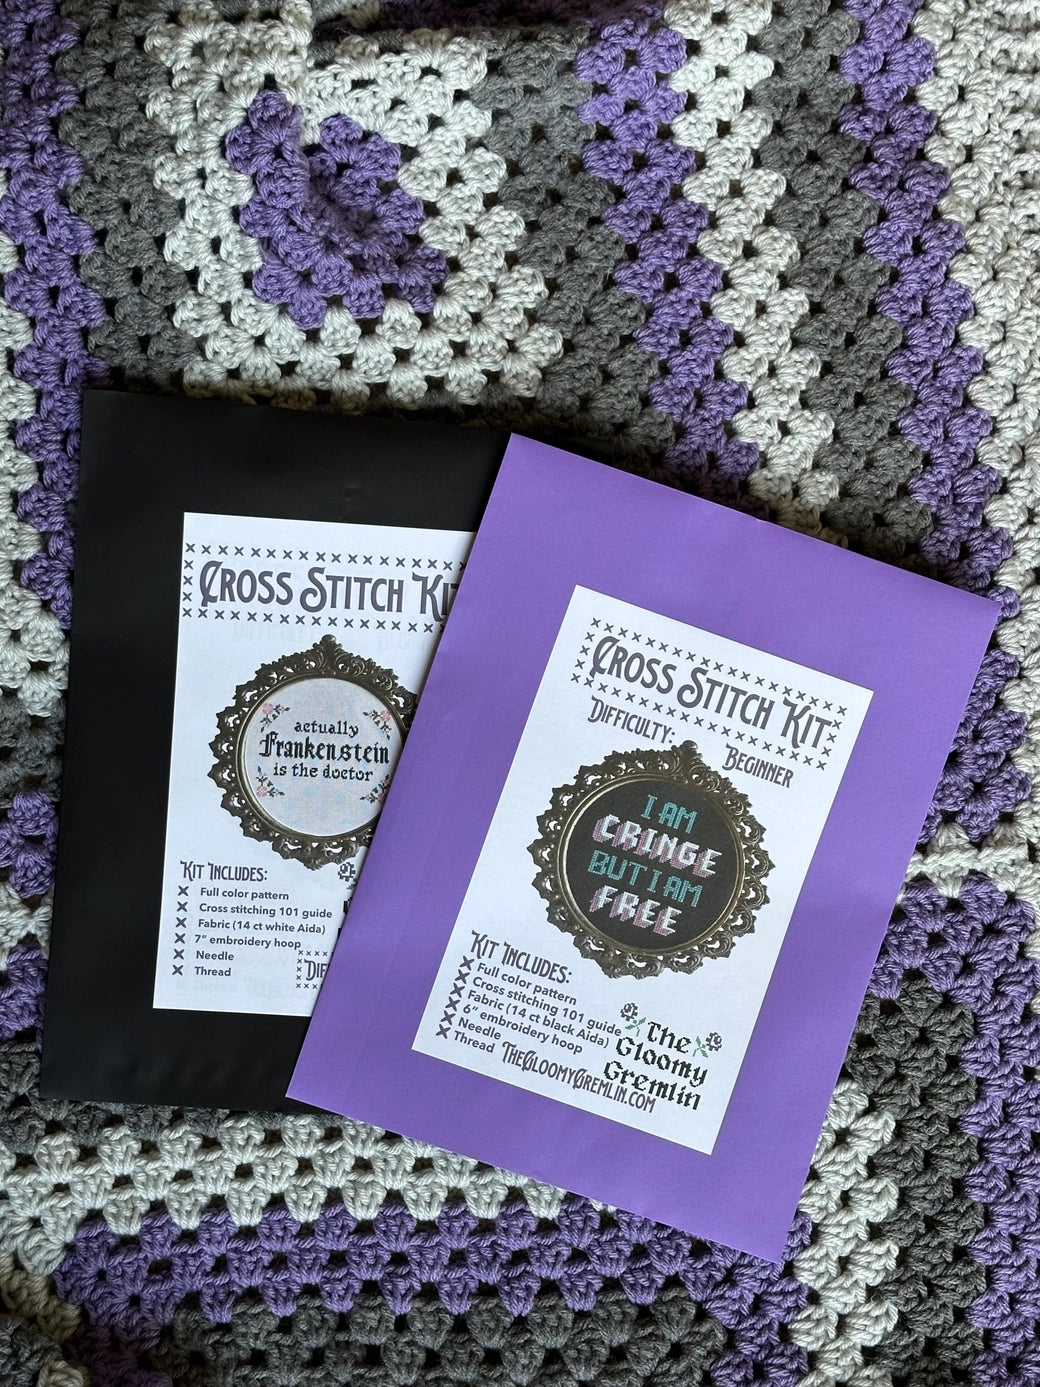 Cross Stitch Kit
actually
Frankenstein
is the doctor
Kit Includes:
Full color pattern
Cross stitching 101 guide
Fabric (14 ct white Aida)
7" embroidery hoop
Needle
Thread
Cross Stitch Kit
Difficulty:
Beginner
I AM
CRINGE
BUT I AM
FREE
Kit Includes:
Full color pattern
Cross stitching 101 guide
Fabric (14 ct black Aida)
6" embroidery hoop
Needle
Thread
The
Gloomy
Gremlin
TheGloomyGremlin.com